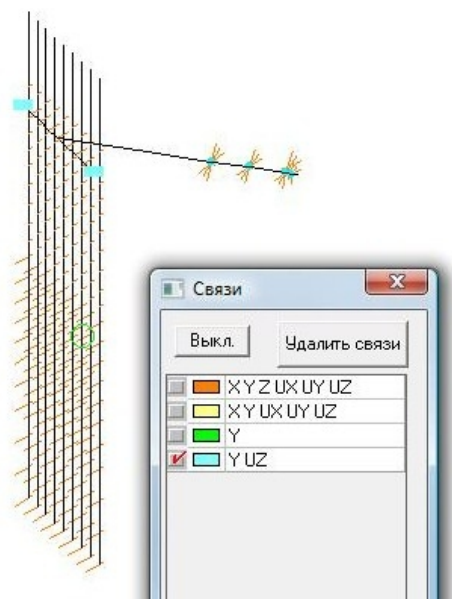 Связи
Выкл.
Удалить связи
X Y Z UX UY UZ
X Y UX UY UZ
Y
Y UZ